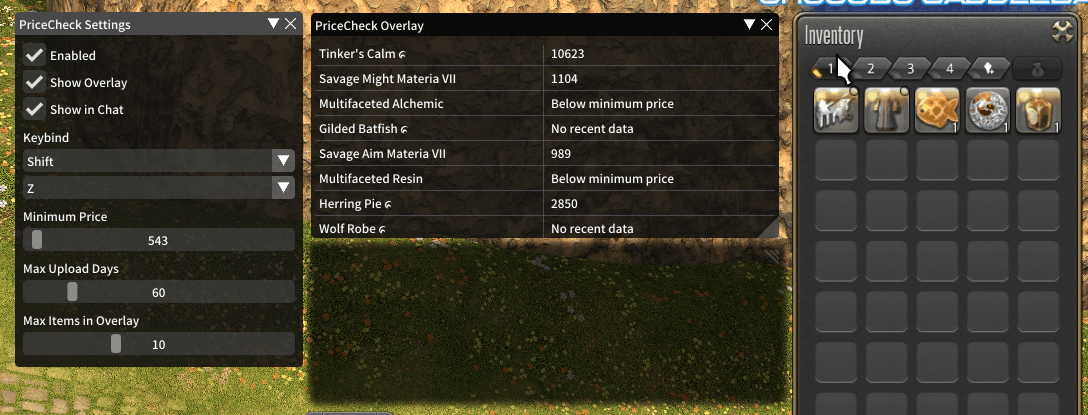 PriceCheck Settings
Enabled
Show Overlay
Show in Chat
Keybind
Shift
Z
Minimum Price
543
Max Upload Days
60
Max Items in Overlay
10
PriceCheck Overlay
Tinker's Calm 10623
Savage Might Materia VII 1104
Multifaceted Alchemic Below minimum price
Gilded Batfish No recent data
Savage Aim Materia VII 989
Multifaceted Resin Below minimum price
Herring Pie 2850
Wolf Robe No recent data
Inventory
1 2 3 4
1 1 1